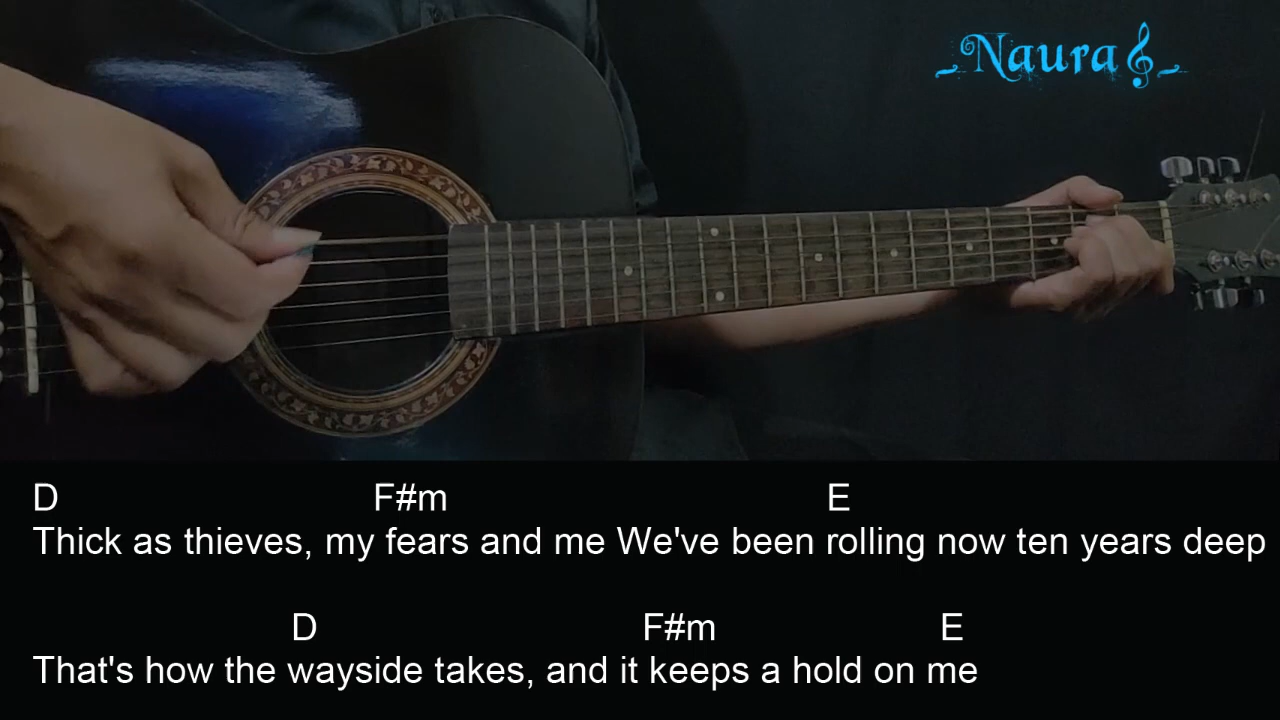 Naura
D F#m E
Thick as thieves, my fears and me We've been rolling now ten years deep
D F#m E
That's how the wayside takes, and it keeps a hold on me